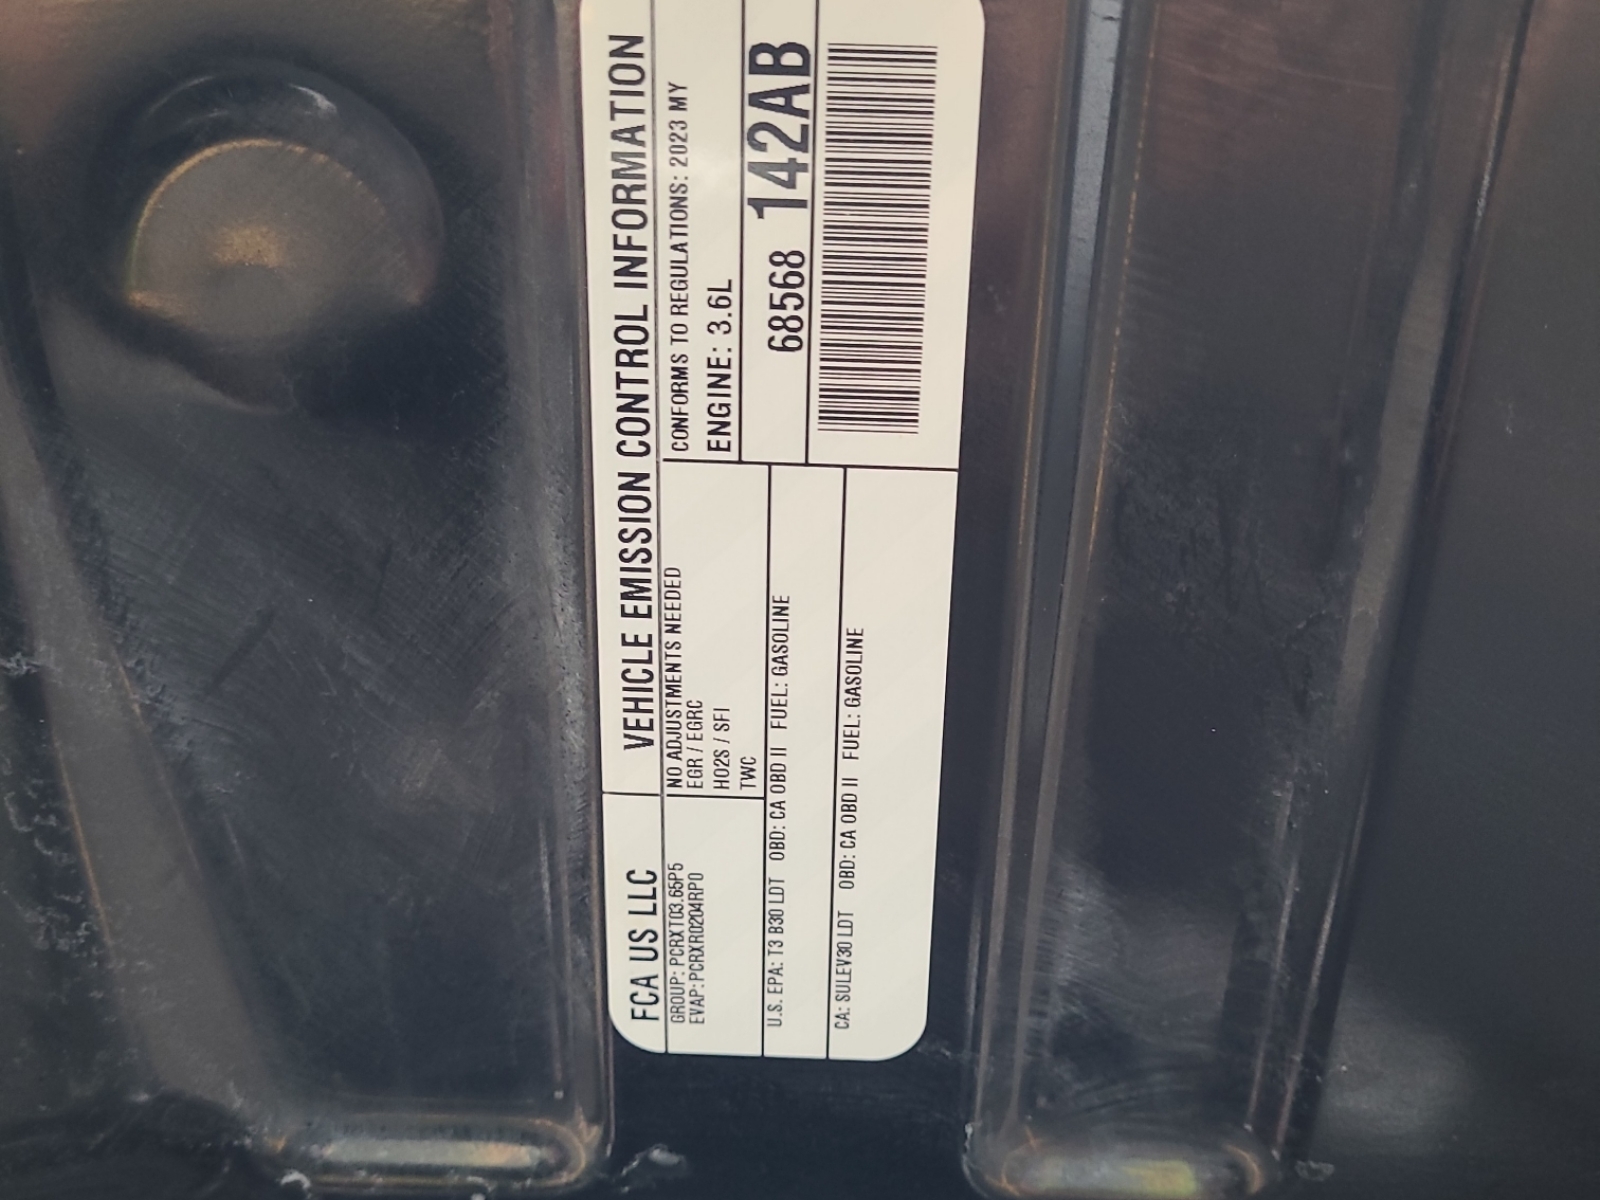 FCA US LLC
VEHICLE EMISSION CONTROL INFORMATION
GROUP: PCRXT03.65P5
EVAP: PCRXR0204RP0
NO ADJUSTMENTS NEEDED
EGR / EGRC
HO2S / SFI
TWC
CONFORMS TO REGULATIONS: 2023 MY
ENGINE: 3.6L
U.S. EPA: T3 B30 LDT OBD: CA OBD II FUEL: GASOLINE
CA: SULEV30 LDT OBD: CA OBD II FUEL: GASOLINE
68568 142AB